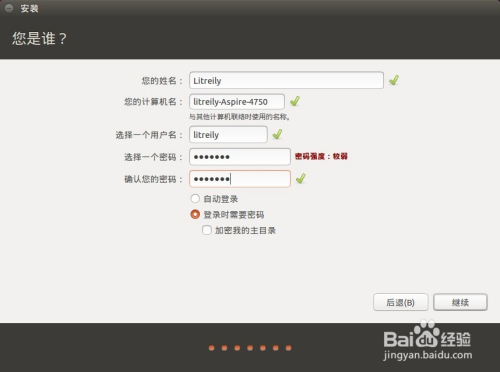 安装
您是谁？
您的姓名： Litreily
您的计算机名： litreily-Aspire-4750
与其他计算机联络时使用的名称。
选择一个用户名： litreily
选择一个密码： ●●●●●●● 密码强度：较弱
确认您的密码： ●●●●●●●
自动登录
登录时需要密码
加密我的主目录
后退(B) 继续
Baidu经验
jingyan.baidu.com